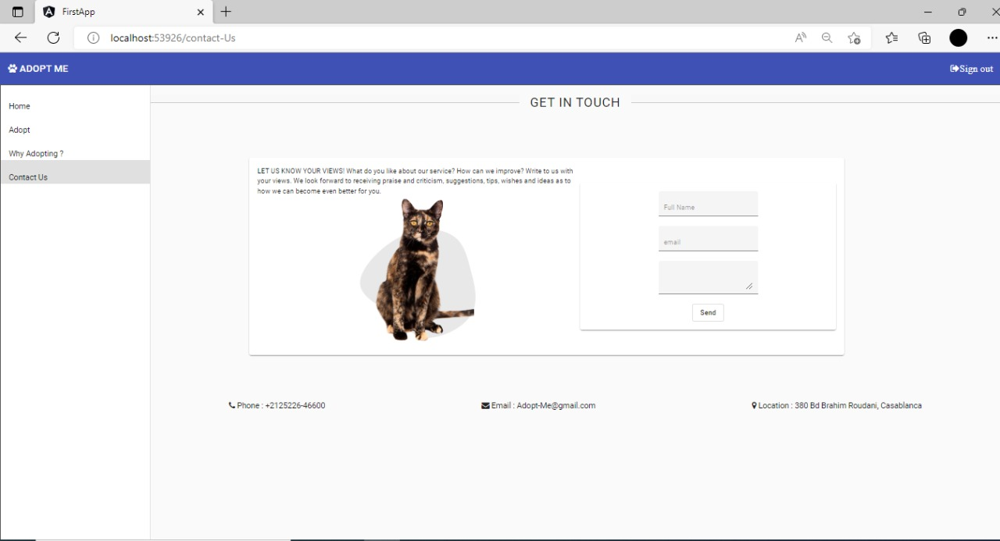 FirstApp
localhost:53926/contact-Us
ADOPT ME
Sign out
Home
Adopt
Why Adopting ?
Contact Us
GET IN TOUCH
LET US KNOW YOUR VIEWS! What do you like about our service? How can we improve? Write to us with
your views. We look forward to receiving praise and criticism, suggestions, tips, wishes and ideas as to
how we can become even better for you.
Full Name
email
Send
Phone : +2125226-46600
Email : Adopt-Me@gmail.com
Location : 380 Bd Brahim Roudani, Casablanca